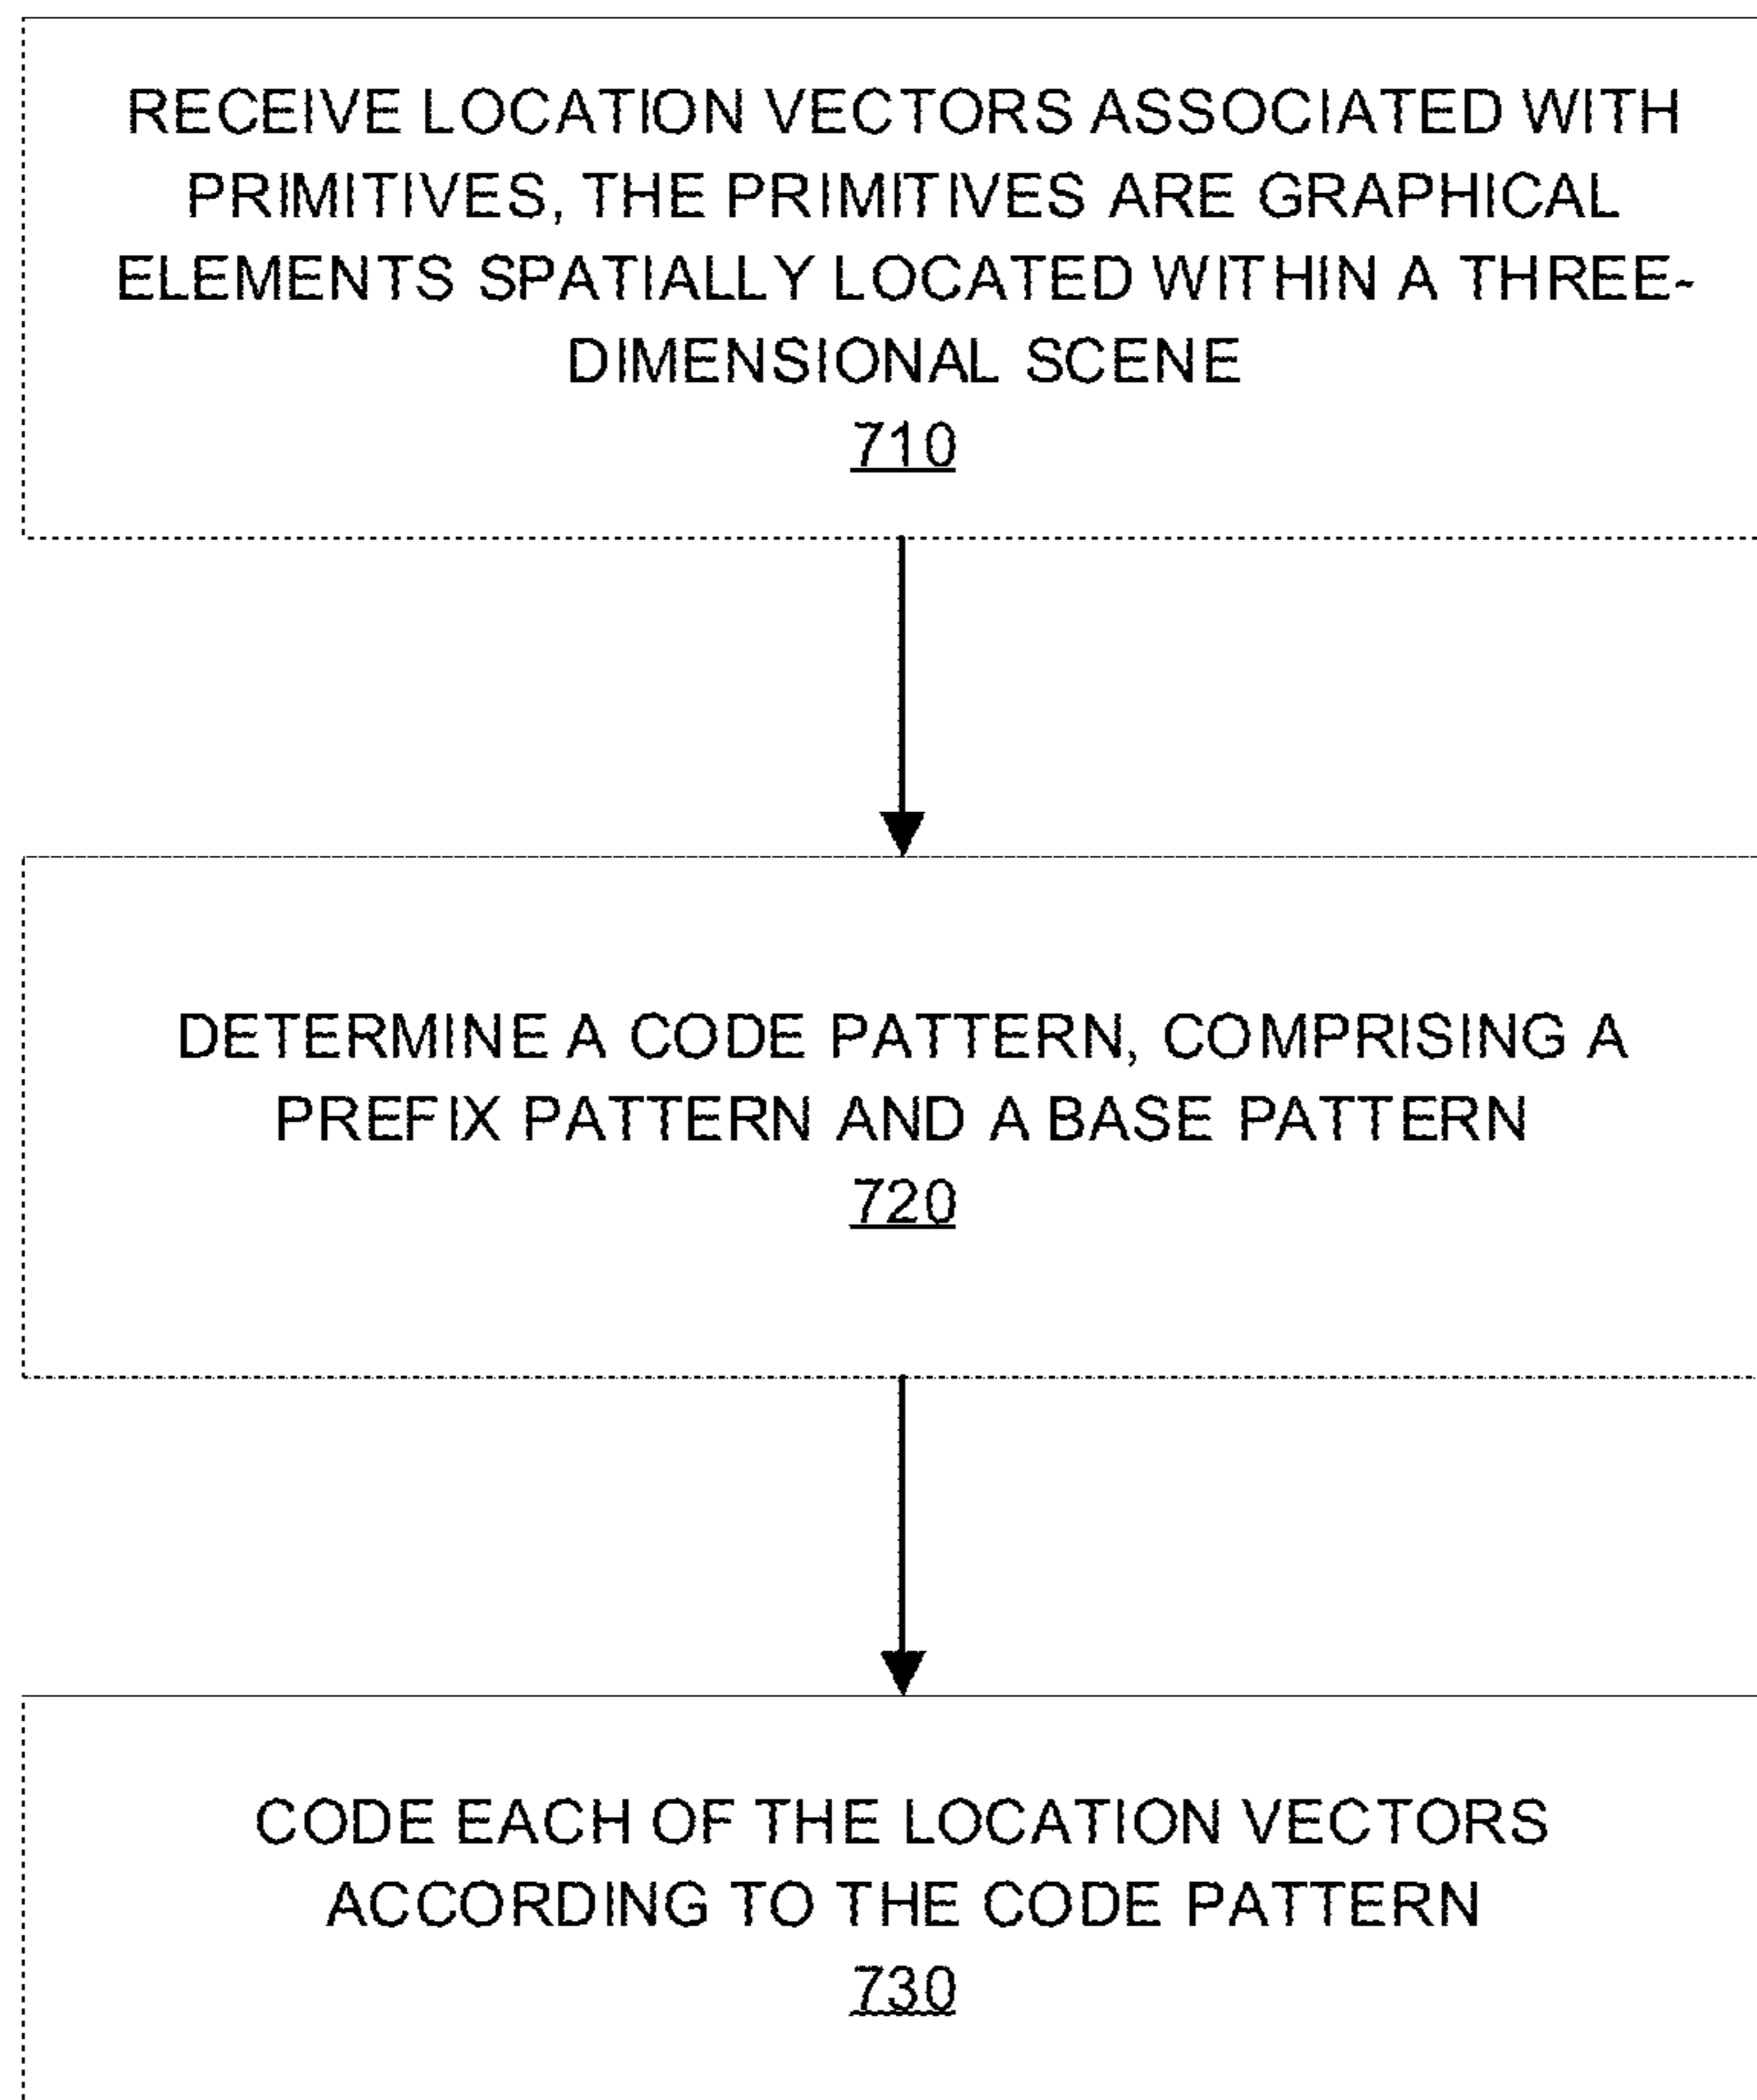 RECEIVE LOCATION VECTORS ASSOCIATED WITH
PRIMITIVES, THE PRIMITIVES ARE GRAPHICAL
ELEMENTS SPATIALLY LOCATED WITHIN A THREE-
DIMENSIONAL SCENE
710
DETERMINE A CODE PATTERN, COMPRISING A
PREFIX PATTERN AND A BASE PATTERN
720
CODE EACH OF THE LOCATION VECTORS
ACCORDING TO THE CODE PATTERN
730